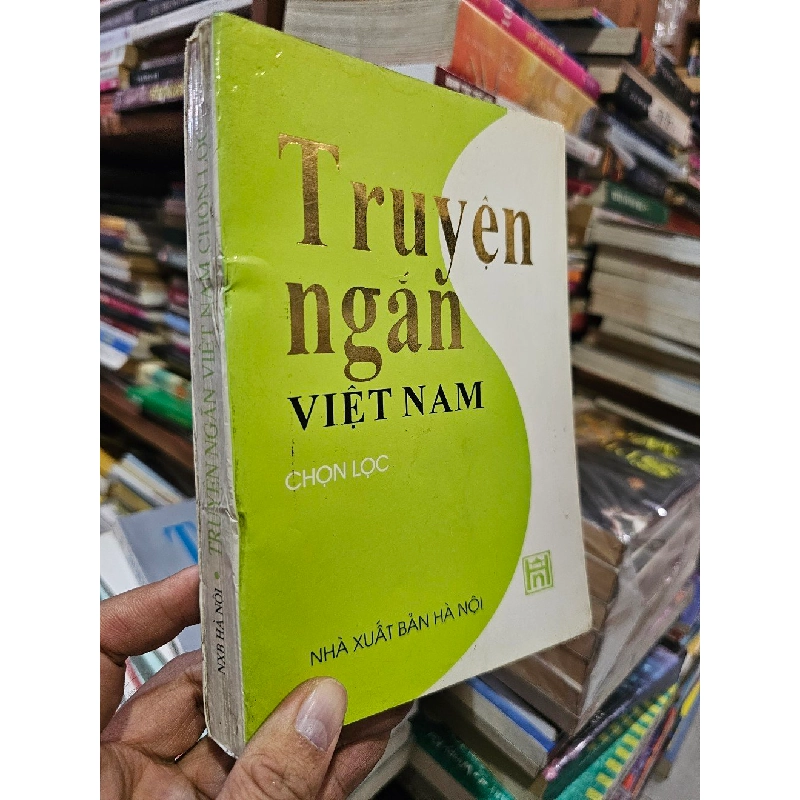 Truyện
ngắn
VIỆT NAM
CHỌN LỌC
NHÀ XUẤT BẢN HÀ NỘI
NXB HÀ NỘI • TRUYỆN NGẮN VIỆT NAM CHỌN LỌC